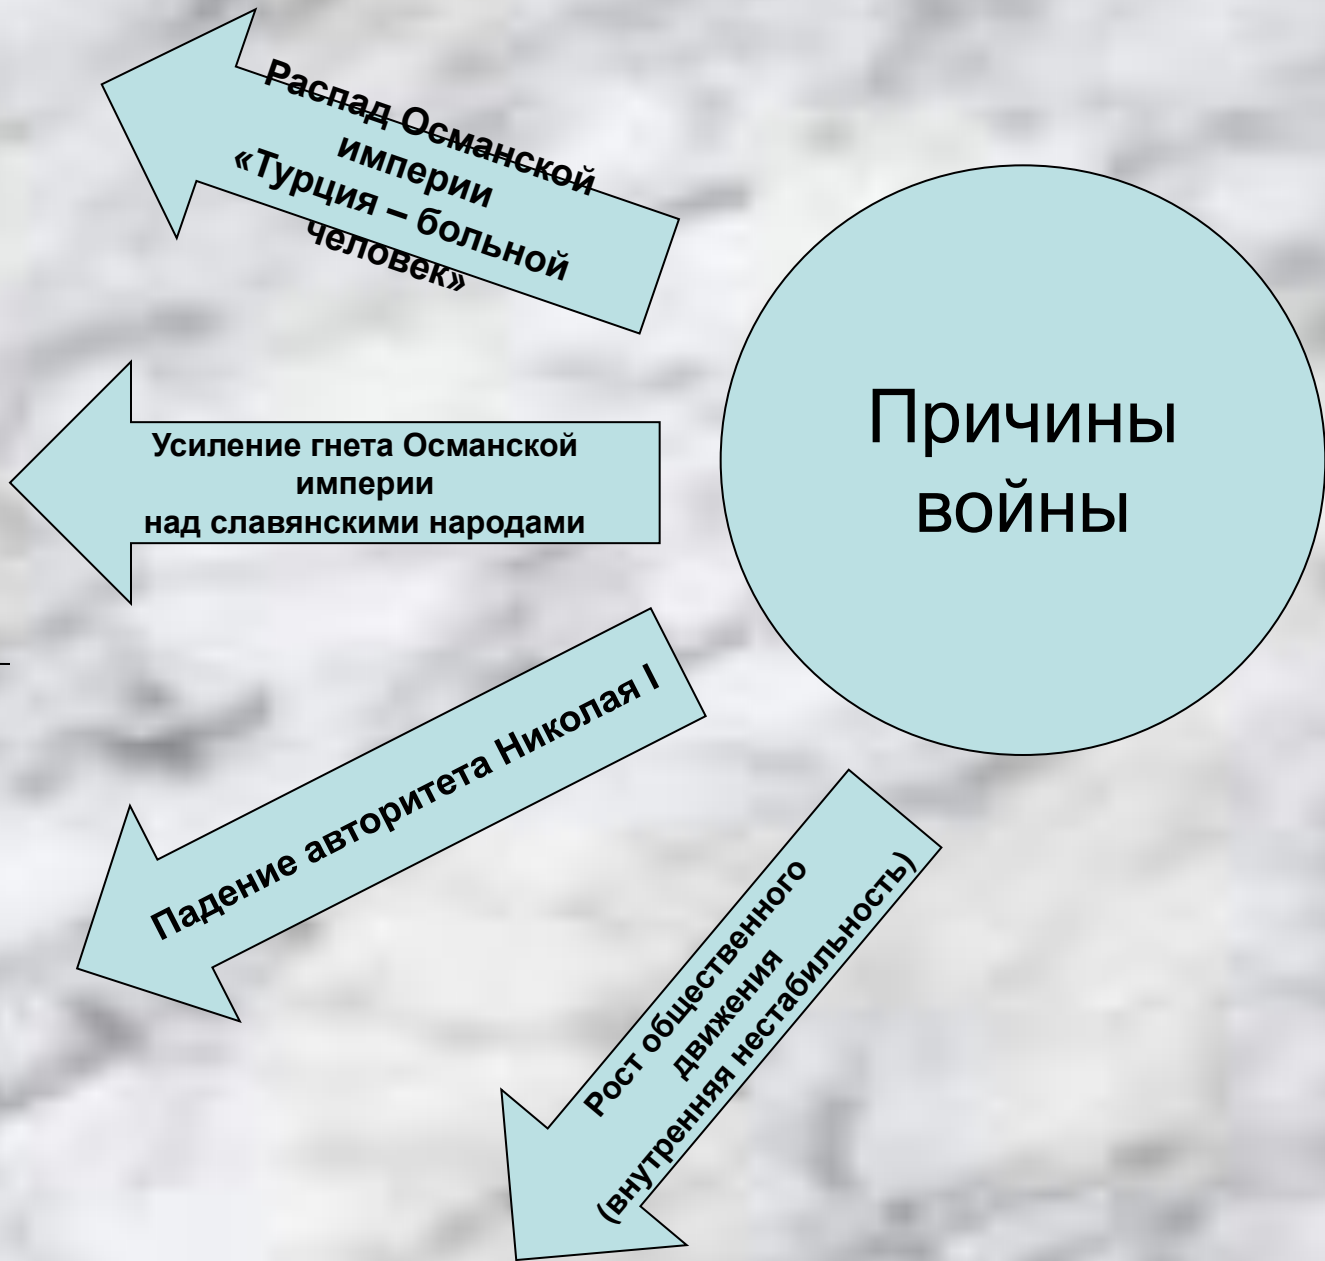 Причины
войны
Распад Османской
империи
«Турция – больной
человек»
Усиление гнета Османской
империи
над славянскими народами
Падение авторитета Николая I
Рост общественного
движения
(внутренняя нестабильность)